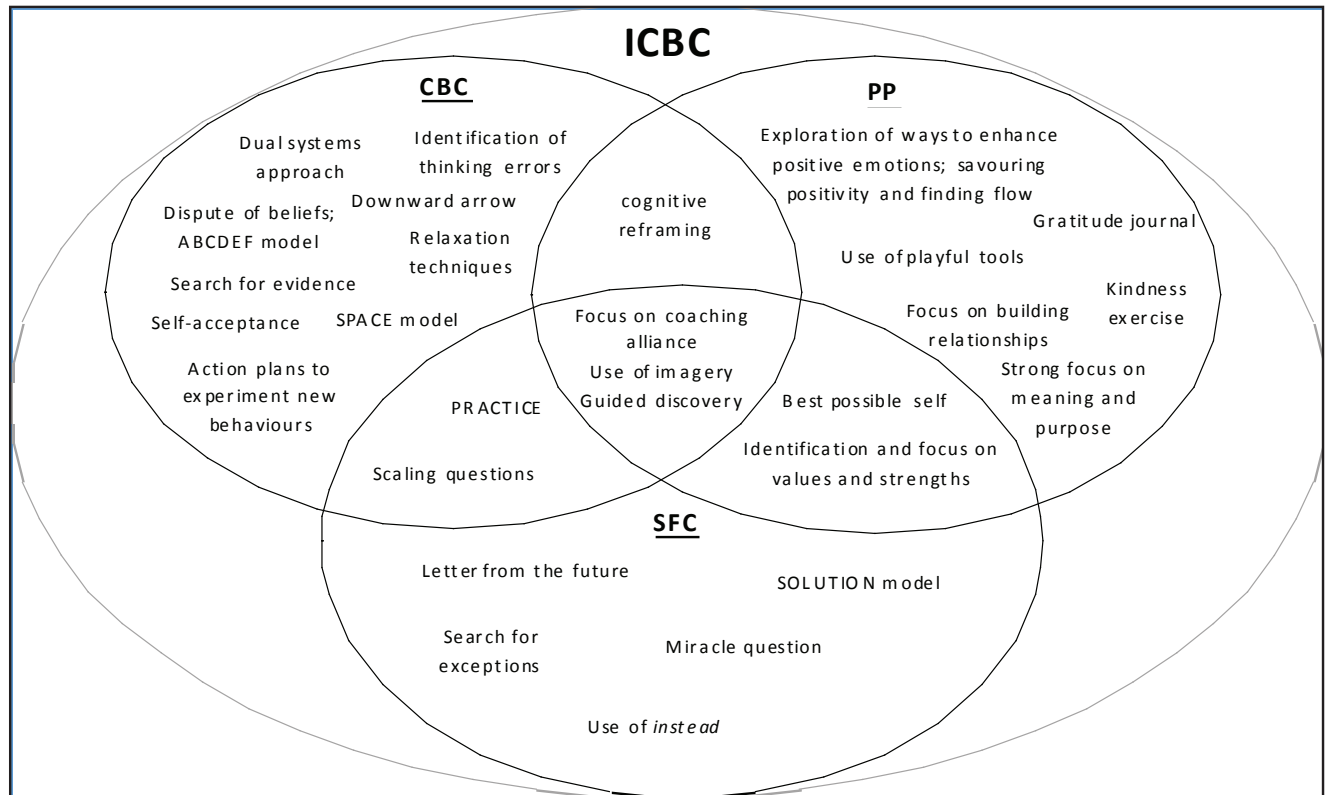 ICBC
CBC
Dual systems
approach
Identification of
thinking errors
Downward arrow
Dispute of beliefs;
ABCDEF model
Relaxation
techniques
Search for evidence
Self-acceptance
SPACE model
Action plans to
experiment new
behaviours
cognitive
reframing
PP
Exploration of ways to enhance
positive emotions; savouring
positivity and finding flow
Gratitude journal
Use of playful tools
Kindness
exercise
Focus on building
relationships
Strong focus on
meaning and
purpose
Focus on coaching
alliance
Use of imagery
Guided discovery
PRACTICE
Scaling questions
Best possible self
Identification and focus on
values and strengths
SFC
Letter from the future
SOLUTION model
Search for
exceptions
Miracle question
Use of instead